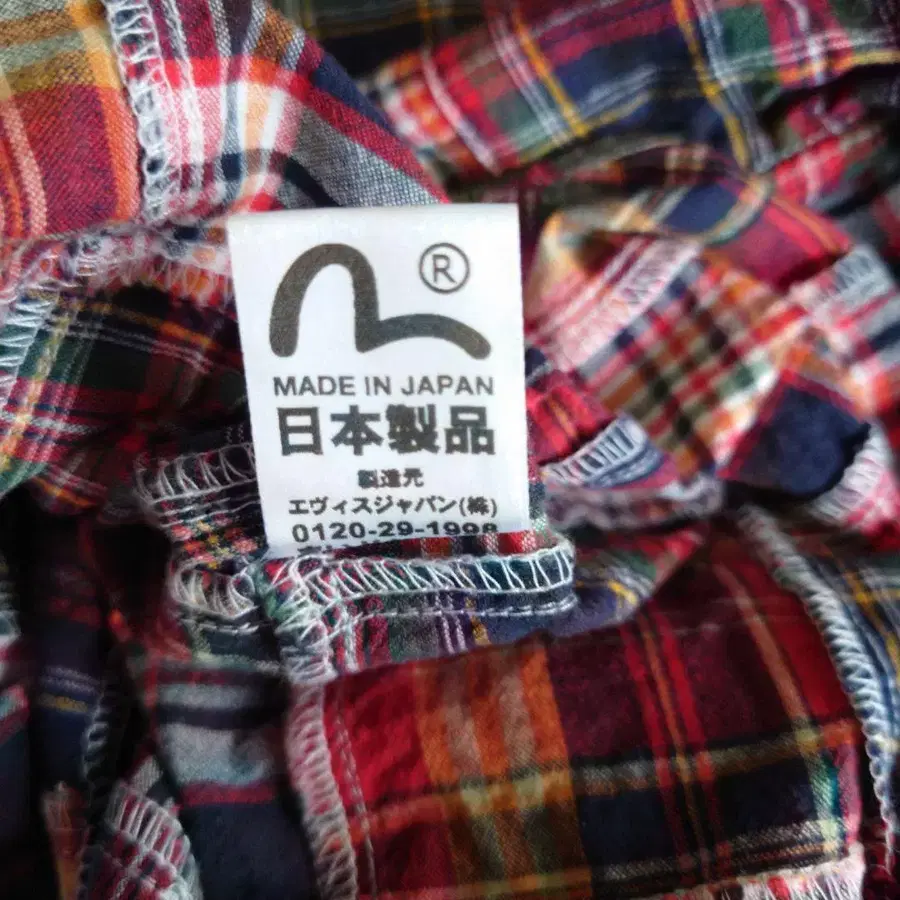 ®
MADE IN JAPAN
日本製品
製造元
エヴィスジャパン(株)
0120-29-1998